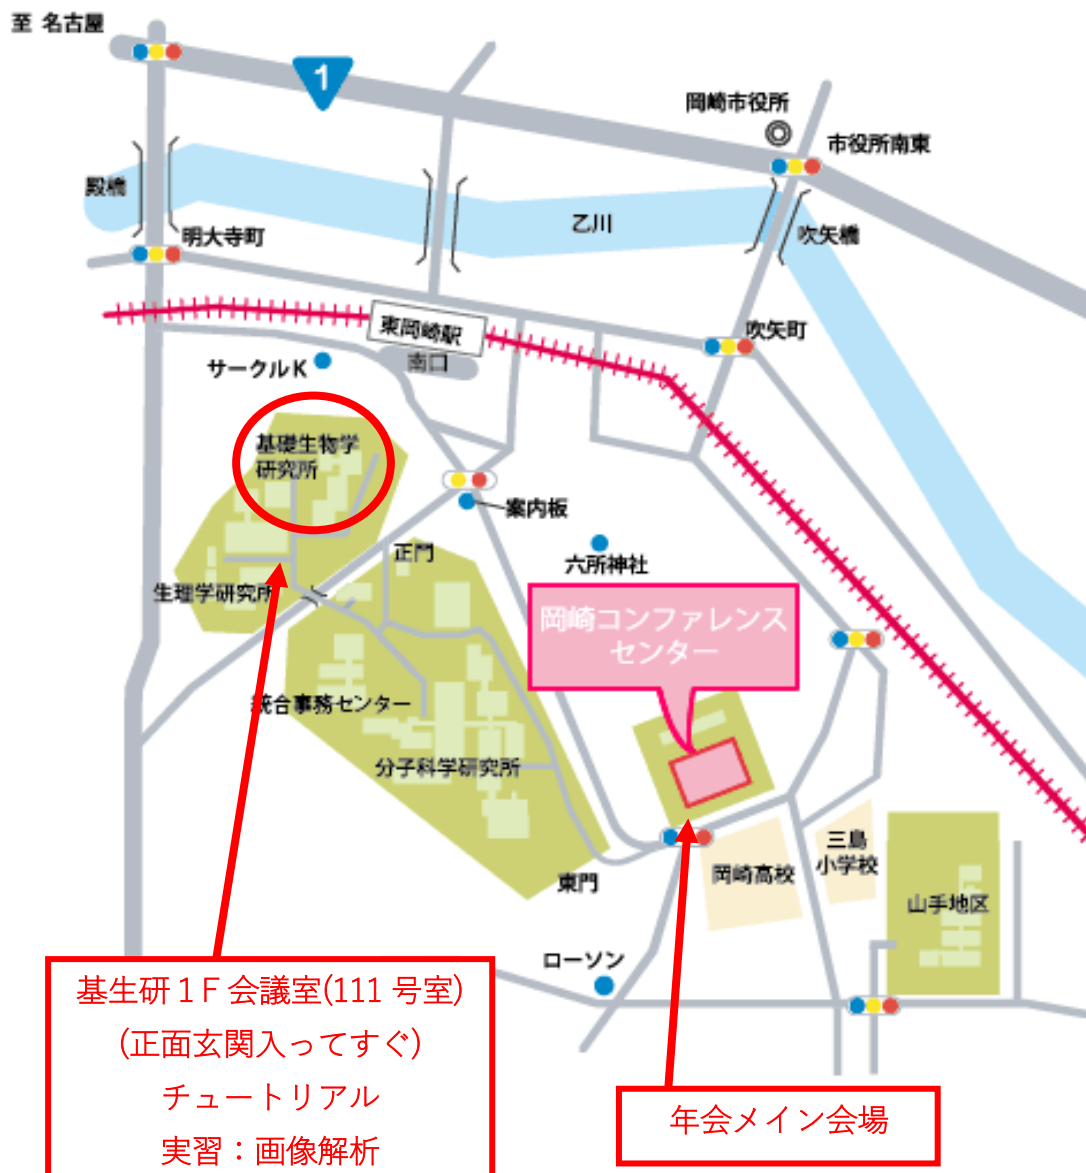 至 名古屋
1
岡崎市役所
市役所南東
殿橋
明大寺町
乙川
吹矢橋
東岡崎駅
吹矢町
南口
サークルK
基礎生物学
研究所
案内板
正門
六所神社
生理学研究所
岡崎コンファレンス
センター
統合事務センター
分子科学研究所
三島
小学校
岡崎高校
東門
山手地区
ローソン
基生研 1F 会議室(111 号室)
(正面玄関入ってすぐ)
チュートリアル
実習：画像解析
年会メイン会場